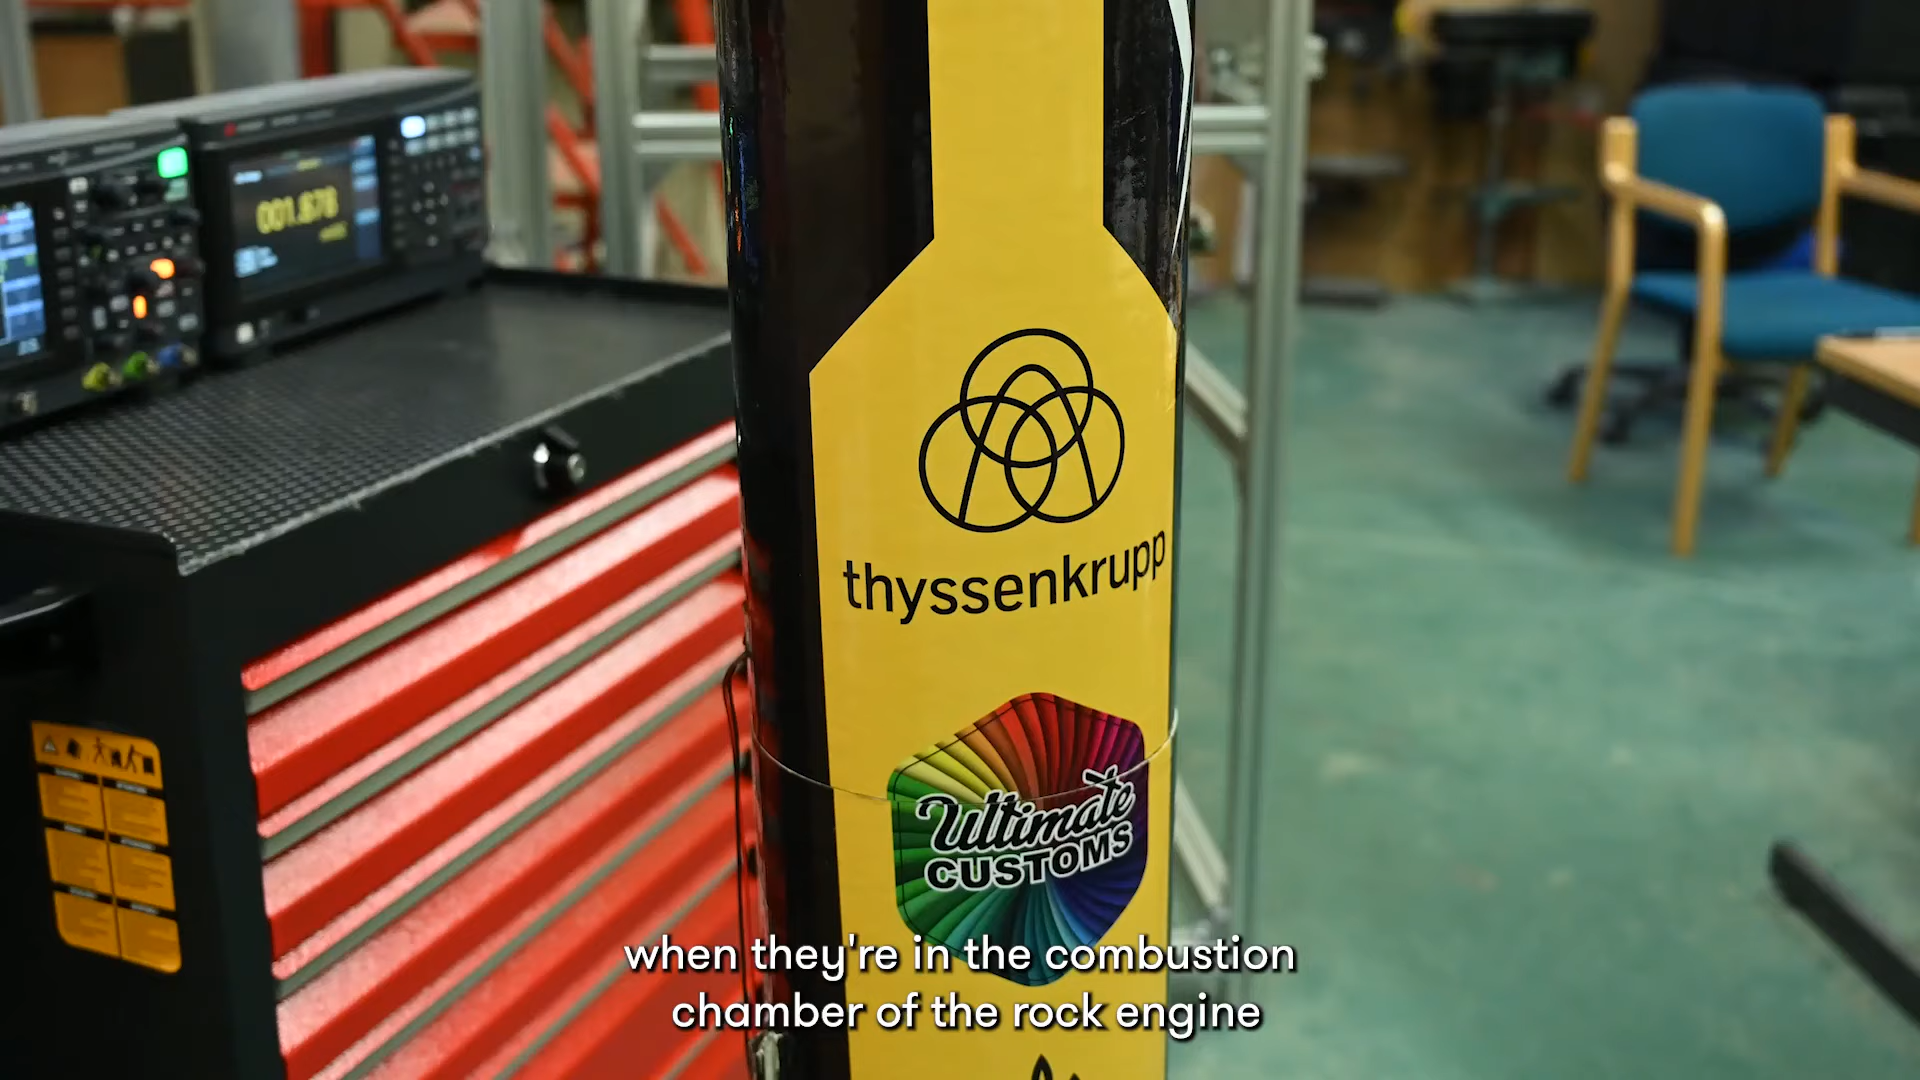 001.878
thyssenkrupp
Ultimate
CUSTOMS
when they're in the combustion
chamber of the rock engine